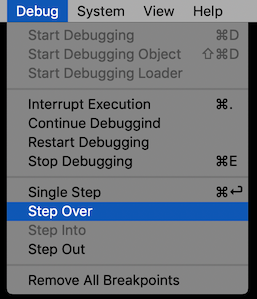 Debug System View Help
Start Debugging ⌘D
Start Debugging Object ⇧⌘D
Start Debugging Loader
Interrupt Execution ⌘.
Continue Debuggind
Restart Debugging
Stop Debugging ⌘E
Single Step ⌘↩
Step Over
Step Into
Step Out
Remove All Breakpoints